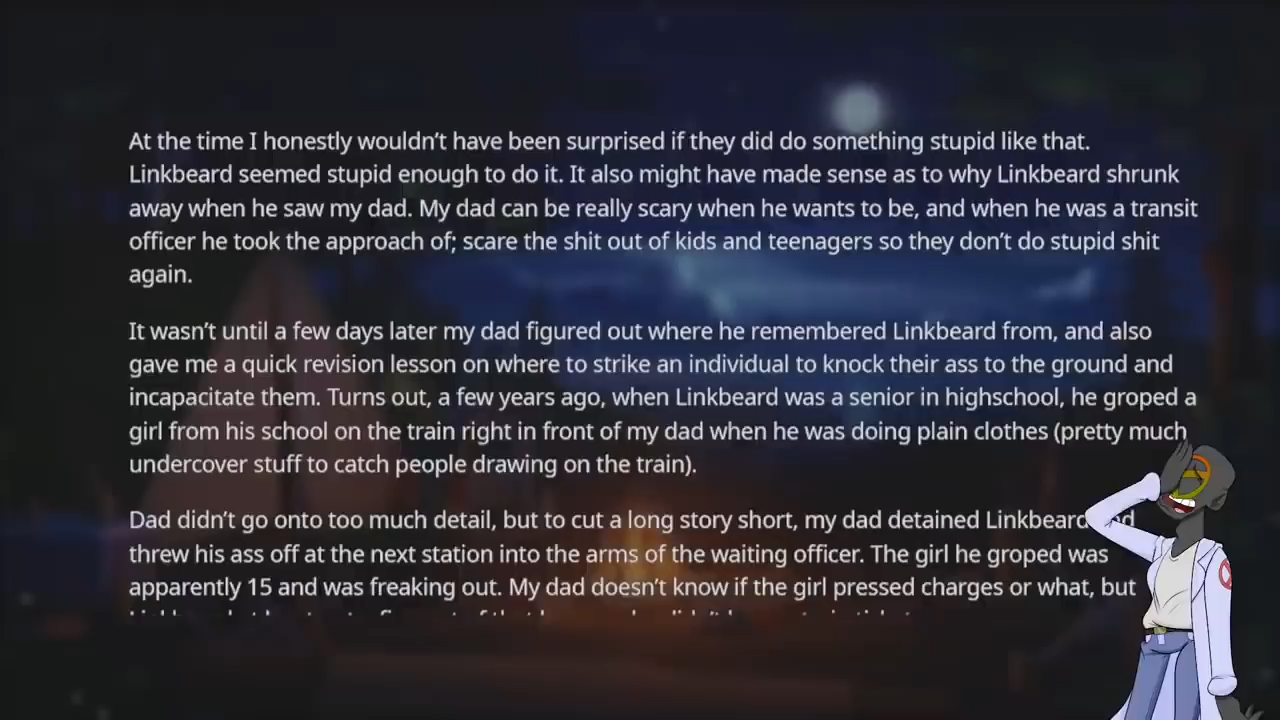 At the time I honestly wouldn't have been surprised if they did do something stupid like that.
Linkbeard seemed stupid enough to do it. It also might have made sense as to why Linkbeard shrunk
away when he saw my dad. My dad can be really scary when he wants to be, and when he was a transit
officer he took the approach of; scare the shit out of kids and teenagers so they don't do stupid shit
again.
It wasn't until a few days later my dad figured out where he remembered Linkbeard from, and also
gave me a quick revision lesson on where to strike an individual to knock their ass to the ground and
incapacitate them. Turns out, a few years ago, when Linkbeard was a senior in highschool, he groped a
girl from his school on the train right in front of my dad when he was doing plain clothes (pretty much
undercover stuff to catch people drawing on the train).
Dad didn't go onto too much detail, but to cut a long story short, my dad detained Linkbeard
threw his ass off at the next station into the arms of the waiting officer. The girl he groped was
apparently 15 and was freaking out. My dad doesn't know if the girl pressed charges or what, but